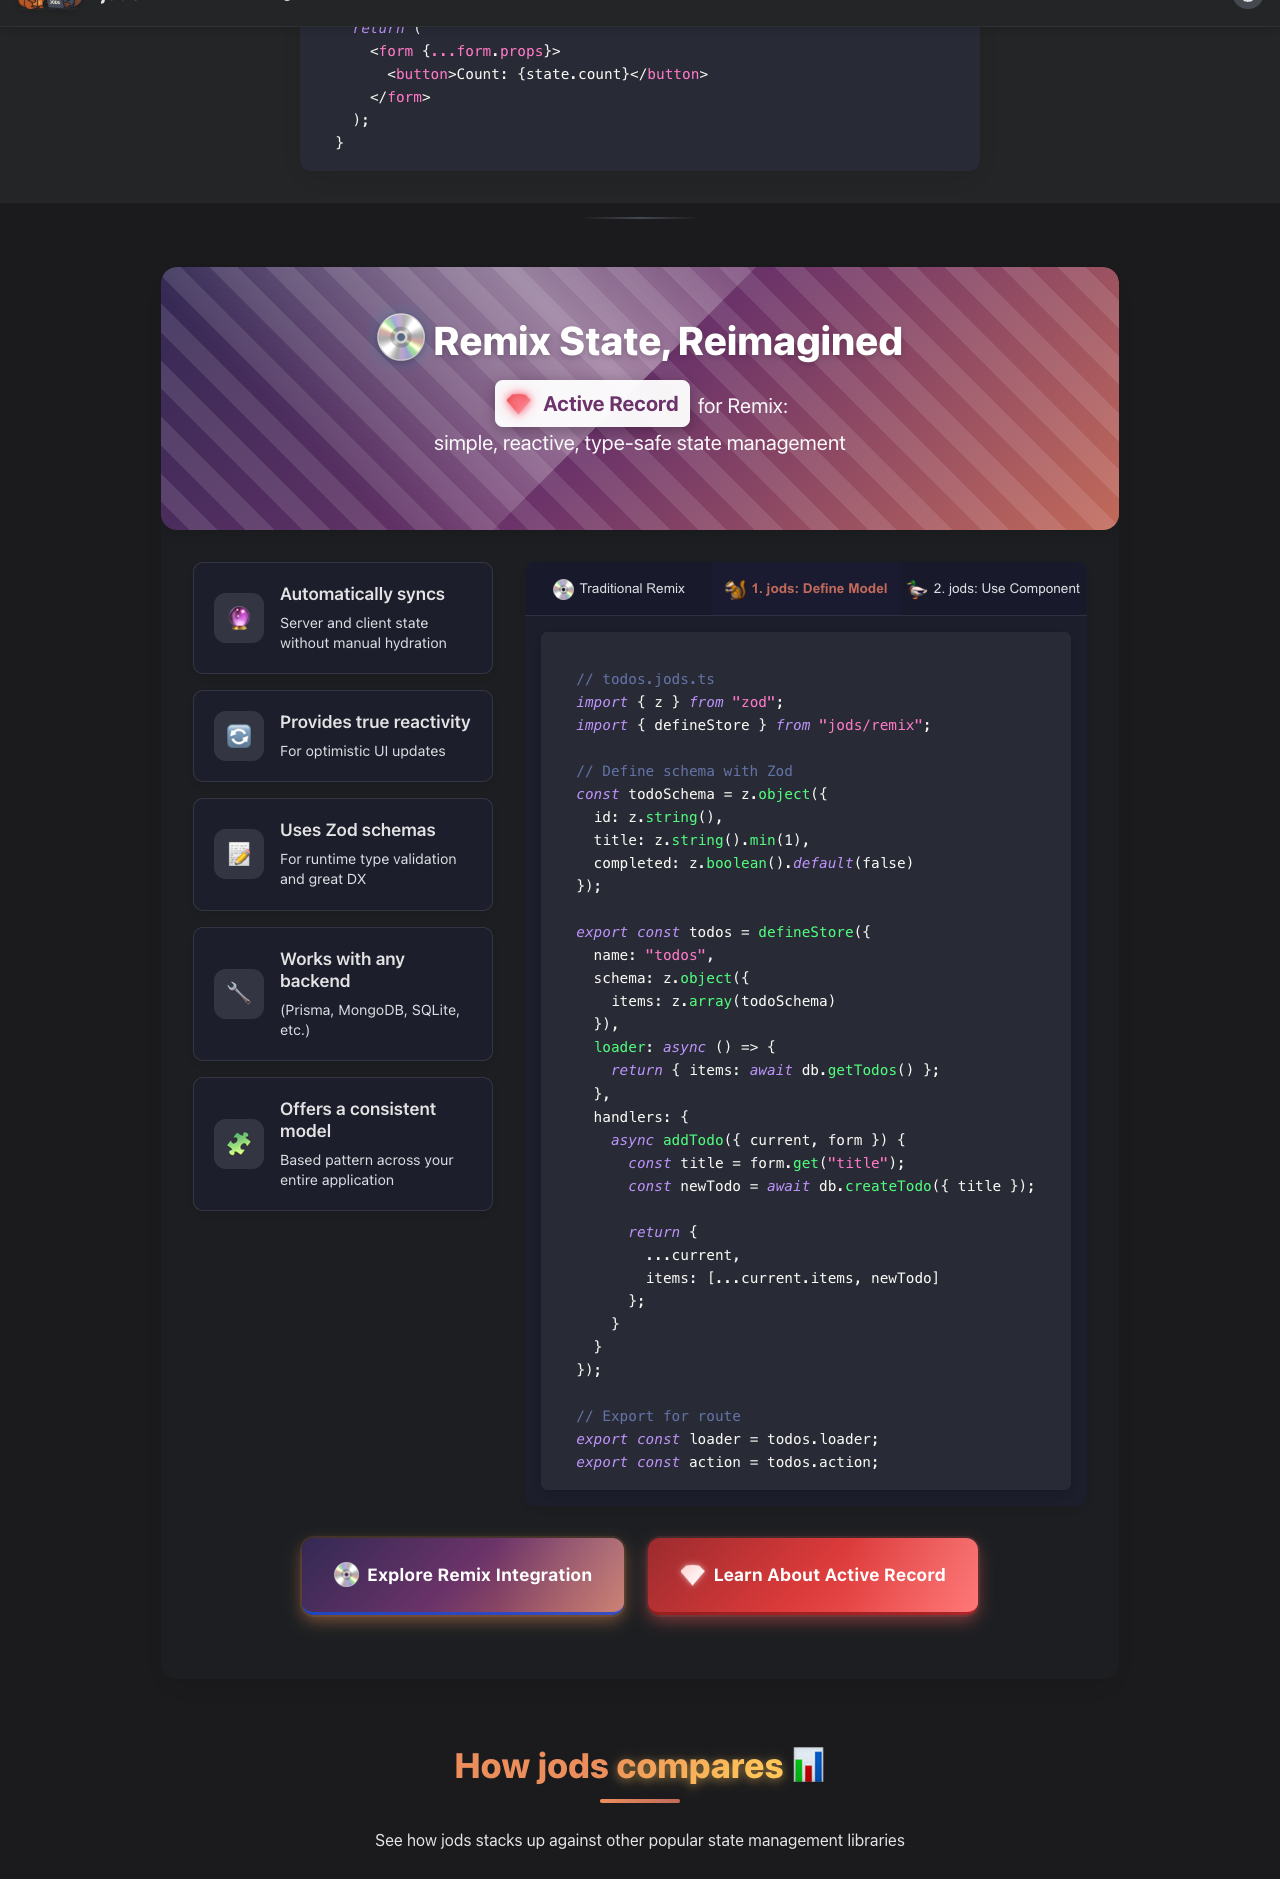 return (
<form {...form.props}>
<button>Count: {state.count}</button>
</form>
);
}
Remix State, Reimagined
Active Record for Remix:
simple, reactive, type-safe state management
Automatically syncs
Server and client state
without manual hydration
Provides true reactivity
For optimistic UI updates
Uses Zod schemas
For runtime type validation
and great DX
Works with any
backend
(Prisma, MongoDB, SQLite,
etc.)
Offers a consistent
model
Based pattern across your
entire application
Traditional Remix
1. jods: Define Model
2. jods: Use Component
// todos.jods.ts
import { z } from "zod";
import { defineStore } from "jods/remix";
// Define schema with Zod
const todoSchema = z.object({
id: z.string(),
title: z.string().min(1),
completed: z.boolean().default(false)
});
export const todos = defineStore({
name: "todos",
schema: z.object({
items: z.array(todoSchema)
}),
loader: async () => {
return { items: await db.getTodos() };
},
handlers: {
async addTodo({ current, form }) {
const title = form.get("title");
const newTodo = await db.createTodo({ title });
return {
...current,
items: [...current.items, newTodo]
};
}
}
});
// Export for route
export const loader = todos.loader;
export const action = todos.action;
Explore Remix Integration
Learn About Active Record
How jods compares
See how jods stacks up against other popular state management libraries